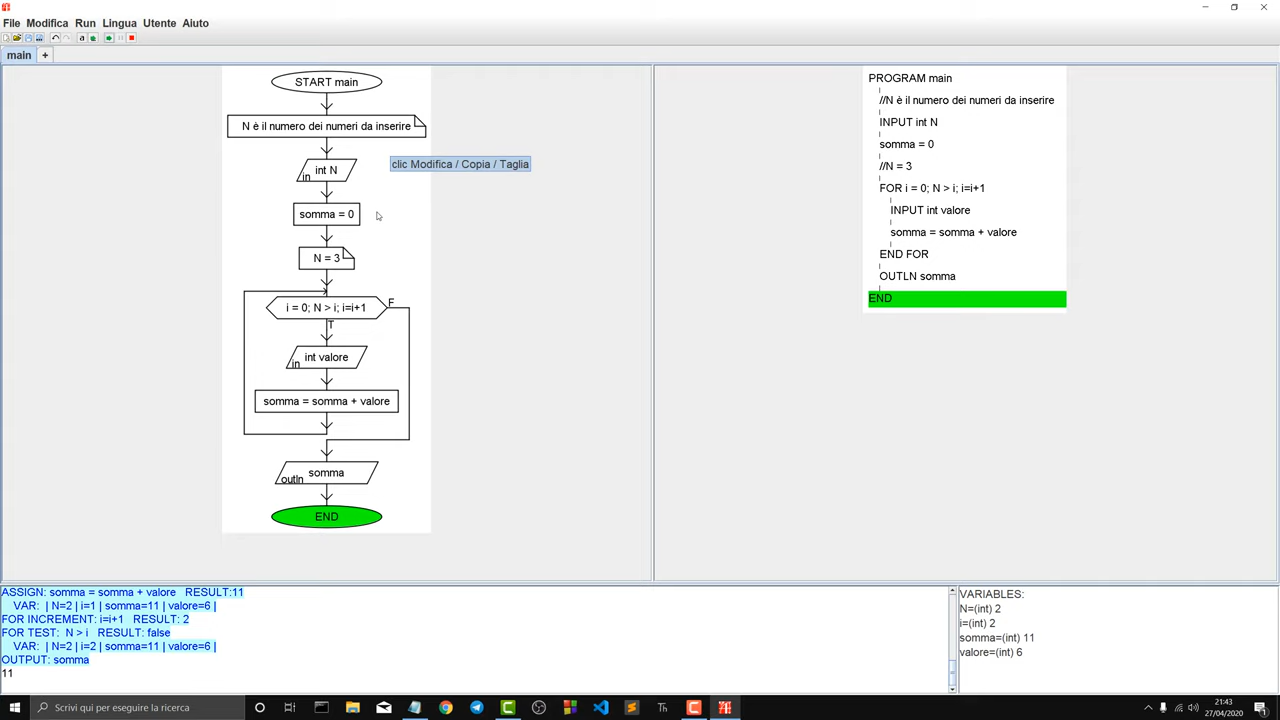 File Modifica Run Lingua Utente Aiuto
main +
START main
N è il numero dei numeri da inserire
int N
in
somma = 0
N = 3
i = 0; N > i; i=i+1
F
T
int valore
in
somma = somma + valore
somma
outln
END
clic Modifica / Copia / Taglia
PROGRAM main
//N è il numero dei numeri da inserire
INPUT int N
somma = 0
//N = 3
FOR i = 0; N > i; i=i+1
INPUT int valore
somma = somma + valore
END FOR
OUTLN somma
END
ASSIGN: somma = somma + valore RESULT:11
VAR: | N=2 | i=1 | somma=11 | valore=6 |
FOR INCREMENT: i=i+1 RESULT: 2
FOR TEST: N > i RESULT: false
VAR: | N=2 | i=2 | somma=11 | valore=6 |
OUTPUT: somma
11
VARIABLES:
N=(int) 2
i=(int) 2
somma=(int) 11
valore=(int) 6
Scrivi qui per eseguire la ricerca
Th
21:43
27/04/2020
1